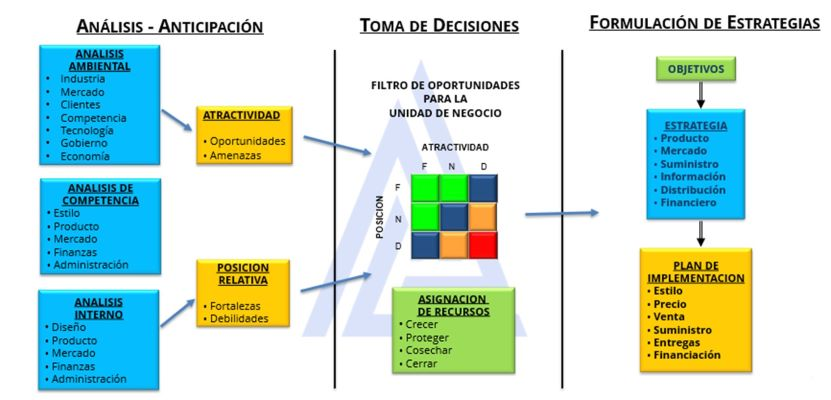 ANÁLISIS - ANTICIPACIÓN
ANALISIS
AMBIENTAL
• Industria
• Mercado
• Clientes
• Competencia
• Tecnología
• Gobierno
• Economía
ANALISIS DE
COMPETENCIA
• Estilo
• Producto
• Mercado
• Finanzas
• Administración
ANALISIS
INTERNO
• Diseño
• Producto
• Mercado
• Finanzas
• Administración
ATRACTIVIDAD
• Oportunidades
• Amenazas
POSICION
RELATIVA
• Fortalezas
• Debilidades
TOMA DE DECISIONES
FILTRO DE OPORTUNIDADES
PARA LA
UNIDAD DE NEGOCIO
ATRACTIVIDAD
F N D
POSICION
F
N
D
ASIGNACION
DE RECURSOS
• Crecer
• Proteger
• Cosechar
• Cerrar
FORMULACIÓN DE ESTRATEGIAS
OBJETIVOS
ESTRATEGIA
• Producto
• Mercado
• Suministro
• Información
• Distribución
• Financiero
PLAN DE
IMPLEMENTACION
• Estilo
• Precio
• Venta
• Suministro
• Entregas
• Financiación